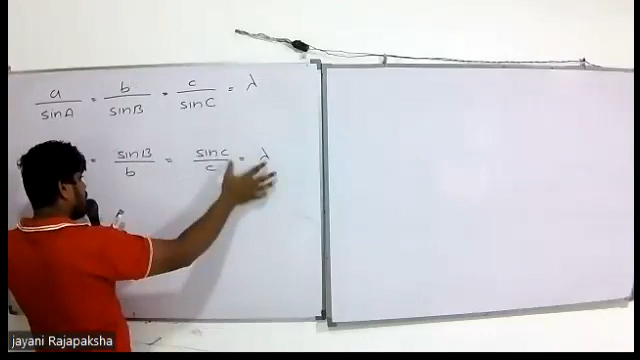 a/sinA = b/sinB = c/sinC = λ
= sinB/b = sinC/c = λ
jayani Rajapaksha